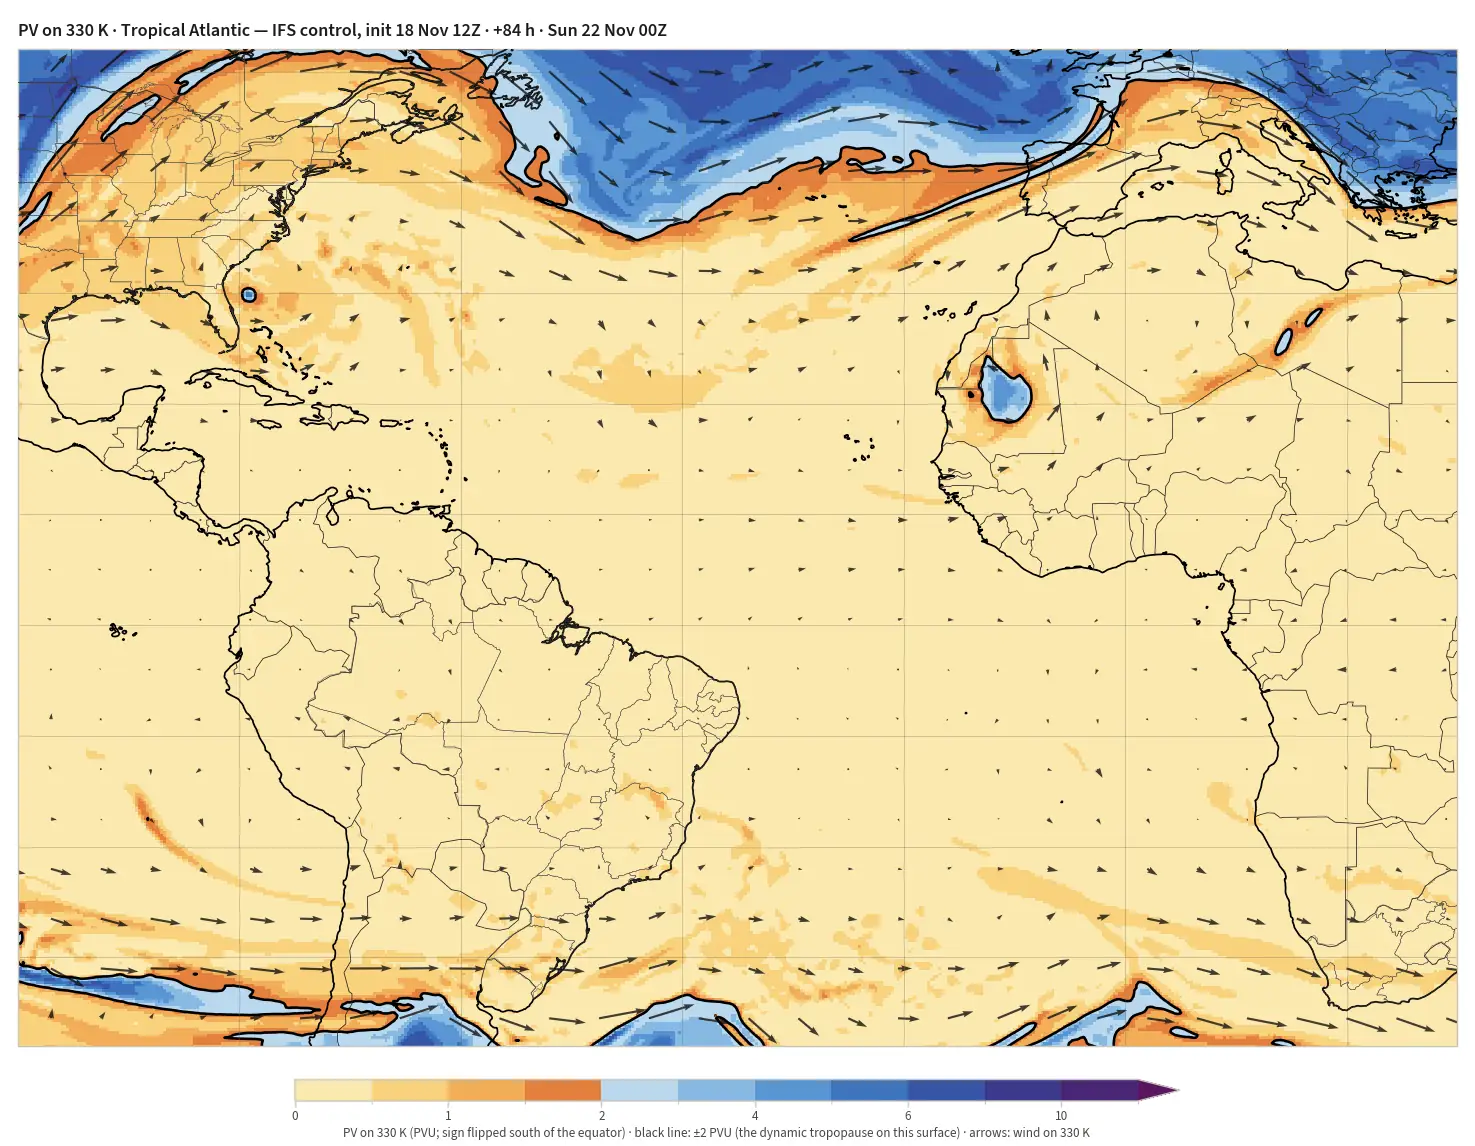 PV on 330 K · Tropical Atlantic — IFS control, init 18 Nov 12Z · +84 h · Sun 22 Nov 00Z
0 1 2 4 6 10
PV on 330 K (PVU; sign flipped south of the equator) · black line: ±2 PVU (the dynamic tropopause on this surface) · arrows: wind on 330 K